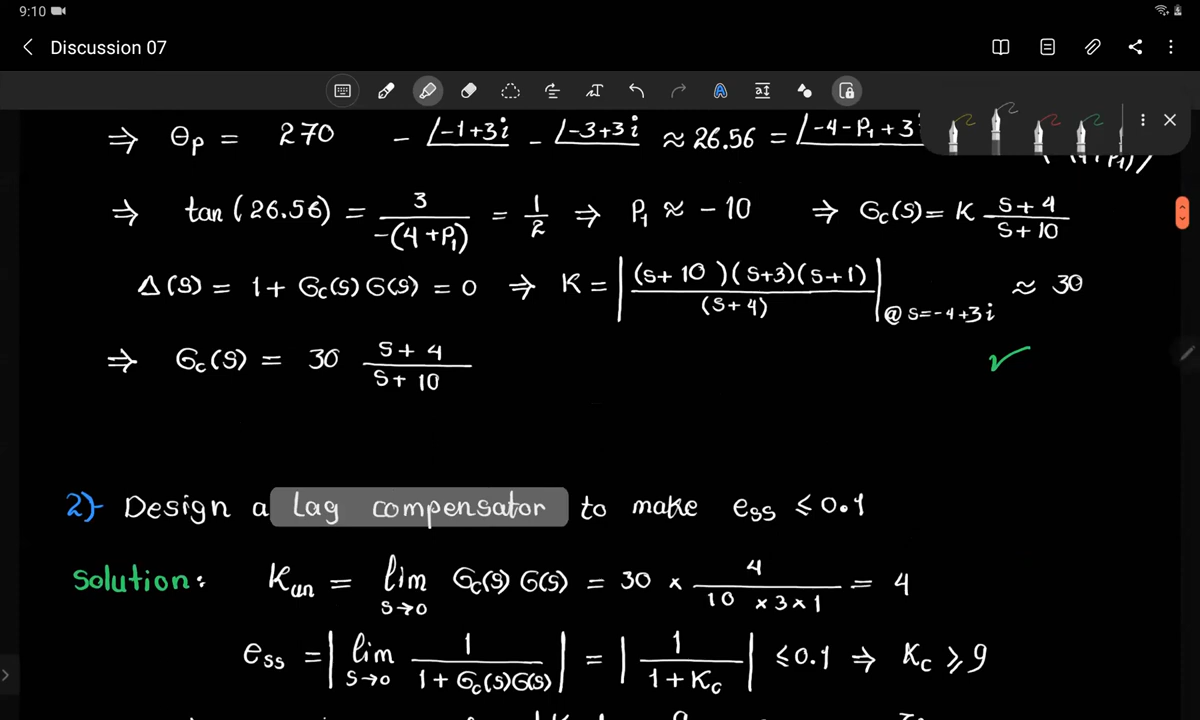 9:10
Discussion 07
⇒ θp = 270 - ∠-1+3i - ∠-3+3i ≈ 26.56 = ∠-4-P1+3
⇒ tan(26.56) = 3/-(4+P1) = 1/2 ⇒ P1 ≈ -10 ⇒ Gc(s) = K (s+4)/(s+10)
Δ(s) = 1 + Gc(s)G(s) = 0 ⇒ K = |(s+10)(s+3)(s+1)/(s+4)| @ s=-4+3i ≈ 30
⇒ Gc(s) = 30 (s+4)/(s+10)
2)- Design a Lag compensator to make ess ≤ 0.1
Solution: Kun = lim s→0 Gc(s)G(s) = 30 × 4/(10×3×1) = 4
ess = |lim s→0 1/(1+Gc(s)G(s))| = |1/(1+Kc)| ≤ 0.1 ⇒ Kc ≥ 9